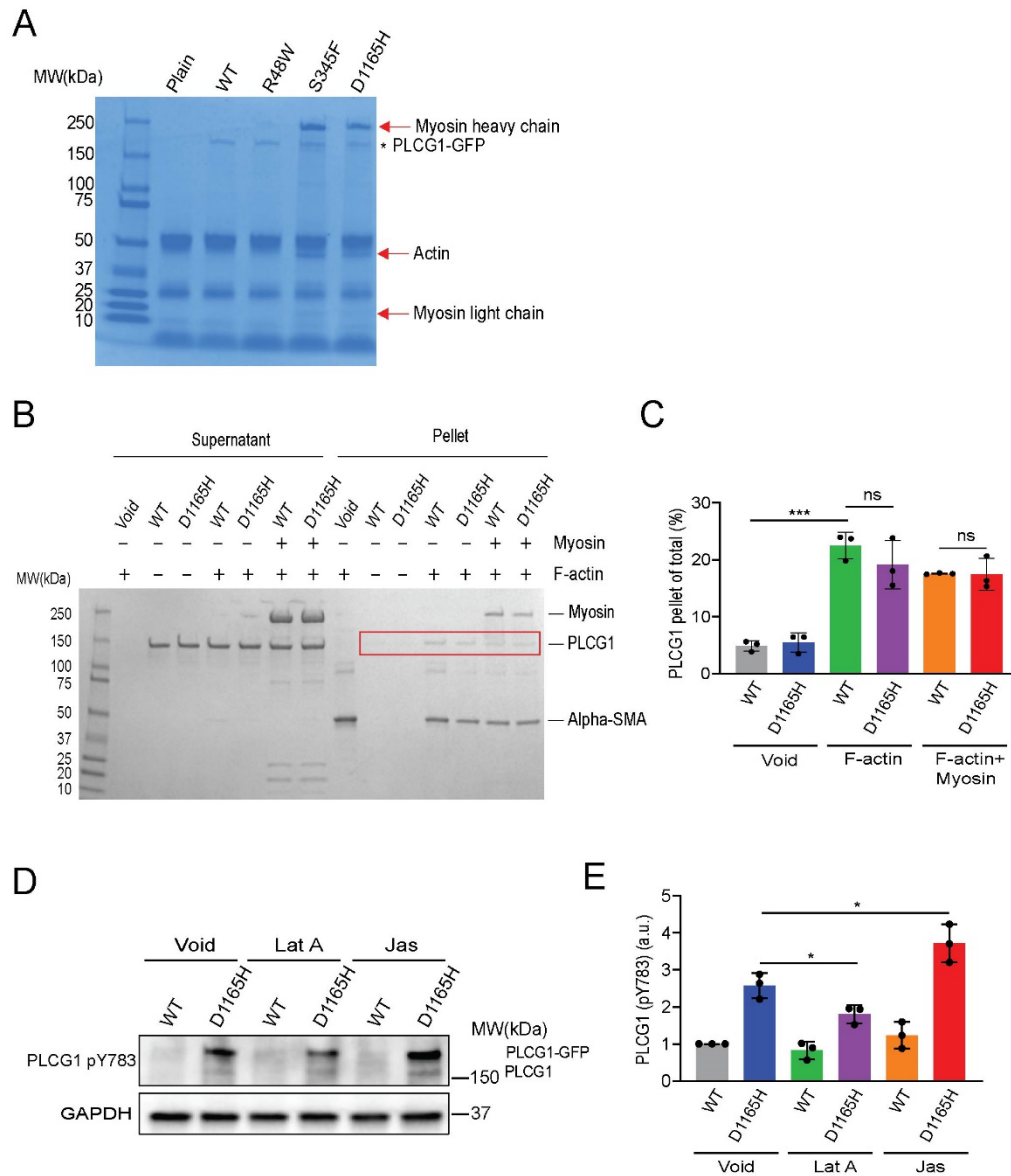 A
MW(kDa)
Plain
WT
R48W
S345F
D1165H
250
150
100
75
50
37
25
20
10
Myosin heavy chain
* PLCG1-GFP
Actin
Myosin light chain
B
Supernatant
Pellet
Void
WT
D1165H
WT
D1165H
WT
D1165H
Void
WT
D1165H
WT
D1165H
WT
D1165H
− − − − − + + − − − − − + + Myosin
+ − − + + + + + − − + + + + F-actin
MW(kDa)
250
150
100
75
50
37
25
20
10
Myosin
PLCG1
Alpha-SMA
C
PLCG1 pellet of total (%)
30
20
10
0
***
ns
ns
WT
D1165H
WT
D1165H
WT
D1165H
Void
F-actin
F-actin+
Myosin
D
Void
Lat A
Jas
WT
D1165H
WT
D1165H
WT
D1165H
MW(kDa)
PLCG1 pY783
PLCG1-GFP
PLCG1
150
GAPDH
37
E
PLCG1 (pY783) (a.u.)
5
4
3
2
1
0
*
*
WT
D1165H
WT
D1165H
WT
D1165H
Void
Lat A
Jas